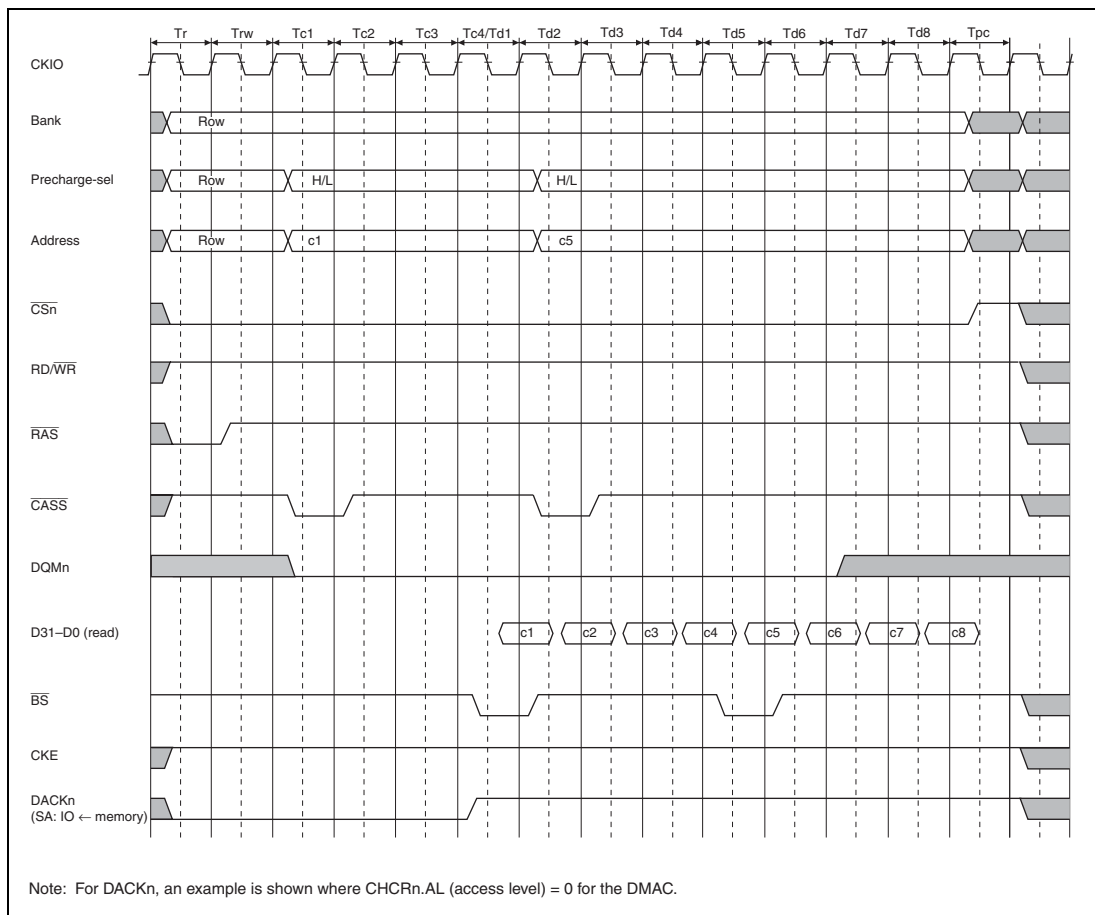 Tr Trw Tc1 Tc2 Tc3 Tc4/Td1 Td2 Td3 Td4 Td5 Td6 Td7 Td8 Tpc
CKIO
Bank Row
Precharge-sel Row H/L H/L
Address Row c1 c5
CSn
RD/WR
RAS
CASS
DQMn
D31–D0 (read) c1 c2 c3 c4 c5 c6 c7 c8
BS
CKE
DACKn
(SA: IO ← memory)
Note: For DACKn, an example is shown where CHCRn.AL (access level) = 0 for the DMAC.